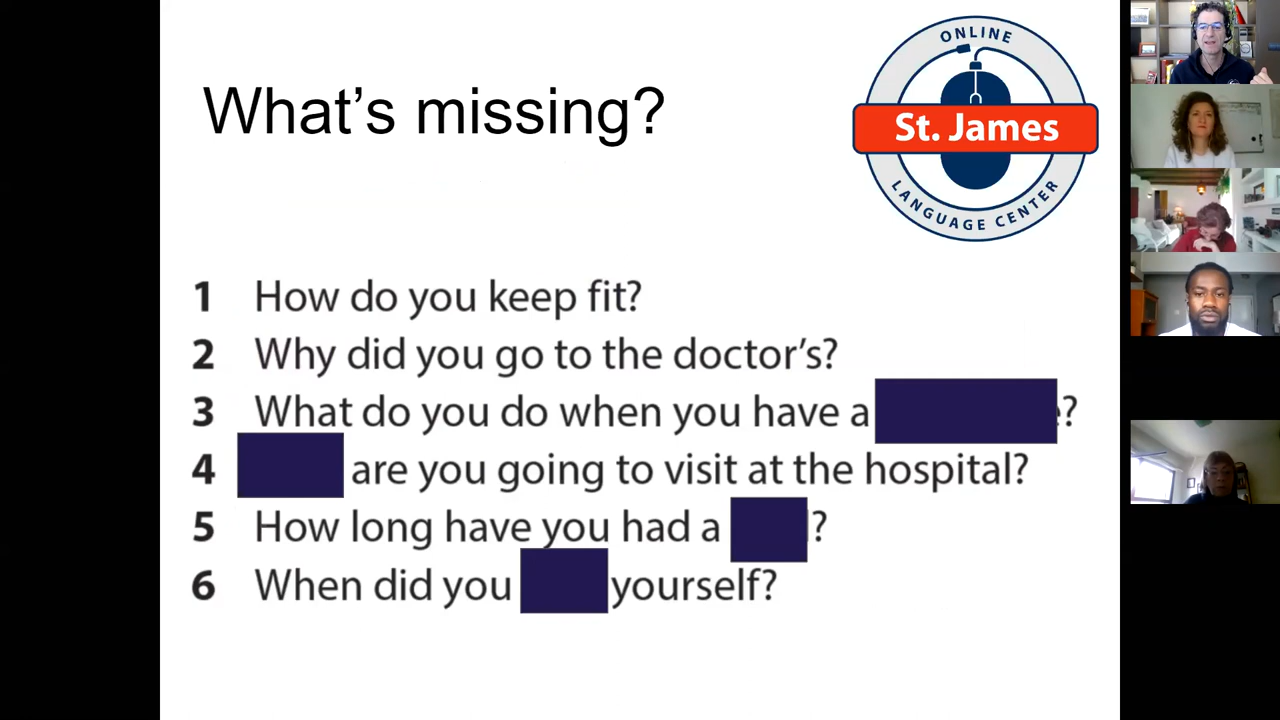 What's missing?
ONLINE
St. James
LANGUAGE CENTER
1 How do you keep fit?
2 Why did you go to the doctor's?
3 What do you do when you have a ?
4 are you going to visit at the hospital?
5 How long have you had a ?
6 When did you yourself?